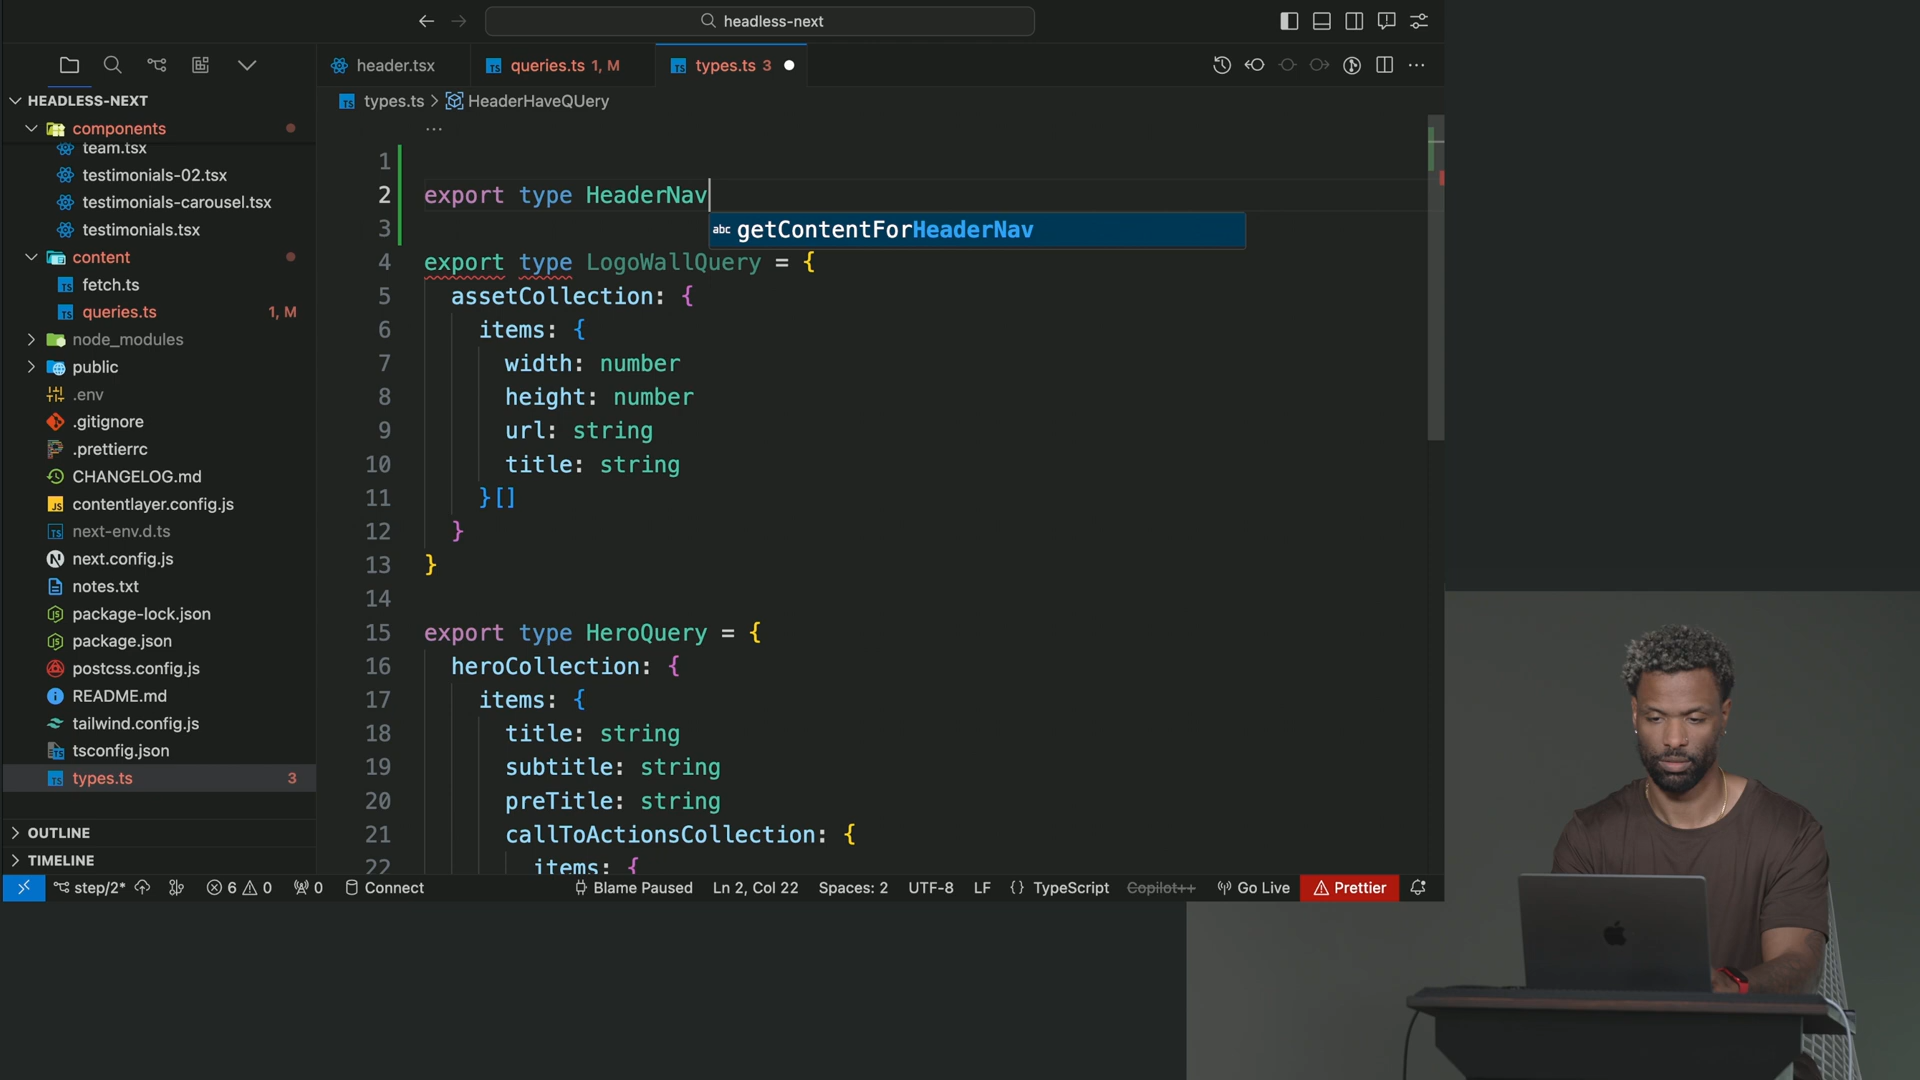 headless-next
header.tsx
queries.ts 1, M
types.ts 3
HEADLESS-NEXT
types.ts > HeaderHaveQUery
components
team.tsx
testimonials-02.tsx
testimonials-carousel.tsx
testimonials.tsx
content
fetch.ts
queries.ts 1, M
node_modules
public
.env
.gitignore
.prettierrc
CHANGELOG.md
contentlayer.config.js
next-env.d.ts
next.config.js
notes.txt
package-lock.json
package.json
postcss.config.js
README.md
tailwind.config.js
tsconfig.json
types.ts 3
OUTLINE
TIMELINE
...
1
2 export type HeaderNav
abc getContentForHeaderNav
3
4 export type LogoWallQuery = {
5 assetCollection: {
6 items: {
7 width: number
8 height: number
9 url: string
10 title: string
11 }[]
12 }
13 }
14
15 export type HeroQuery = {
16 heroCollection: {
17 items: {
18 title: string
19 subtitle: string
20 preTitle: string
21 callToActionsCollection: {
22 items: {
step/2* 6 0 0 Connect Blame Paused Ln 2, Col 22 Spaces: 2 UTF-8 LF {} TypeScript Copilot++ Go Live Prettier